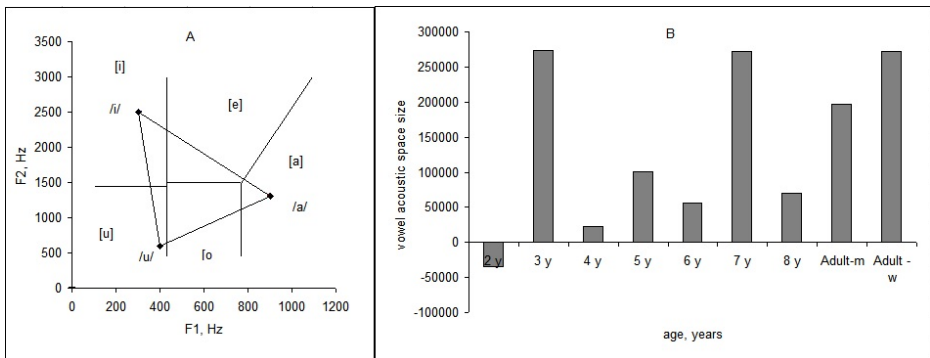 A
3500
3000
2500
2000
1500
1000
500
0
F2, Hz
[i]
/i/
[e]
[a]
/a/
[u]
/u/
[o
0 200 400 600 800 1000 1200
F1, Hz
B
300000
250000
200000
150000
100000
50000
0
-50000
-100000
vowel acoustic space size
2 y 3 y 4 y 5 y 6 y 7 y 8 y Adult-m Adult -
w
age, years